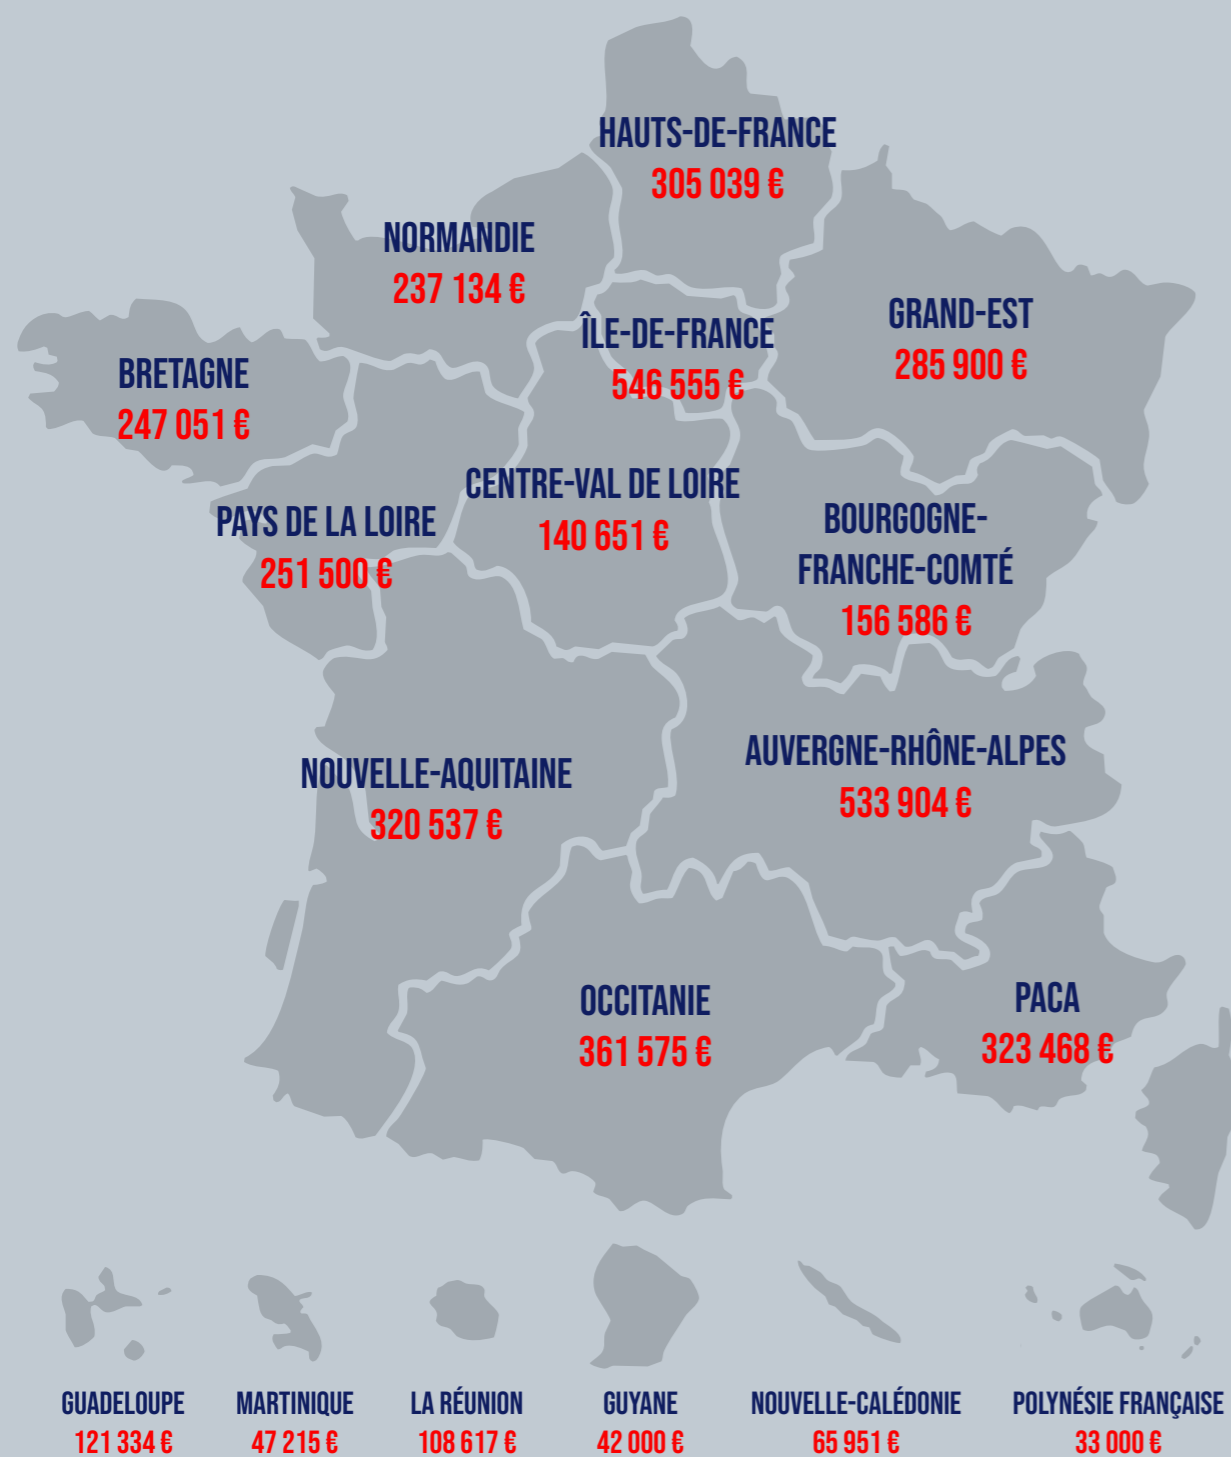 HAUTS-DE-FRANCE
305 039 €
NORMANDIE
237 134 €
ÎLE-DE-FRANCE
546 555 €
GRAND-EST
285 900 €
BRETAGNE
247 051 €
CENTRE-VAL DE LOIRE
140 651 €
PAYS DE LA LOIRE
251 500 €
BOURGOGNE-
FRANCHE-COMTÉ
156 586 €
NOUVELLE-AQUITAINE
320 537 €
AUVERGNE-RHÔNE-ALPES
533 904 €
OCCITANIE
361 575 €
PACA
323 468 €
GUADELOUPE
121 334 €
MARTINIQUE
47 215 €
LA RÉUNION
108 617 €
GUYANE
42 000 €
NOUVELLE-CALÉDONIE
65 951 €
POLYNÉSIE FRANÇAISE
33 000 €